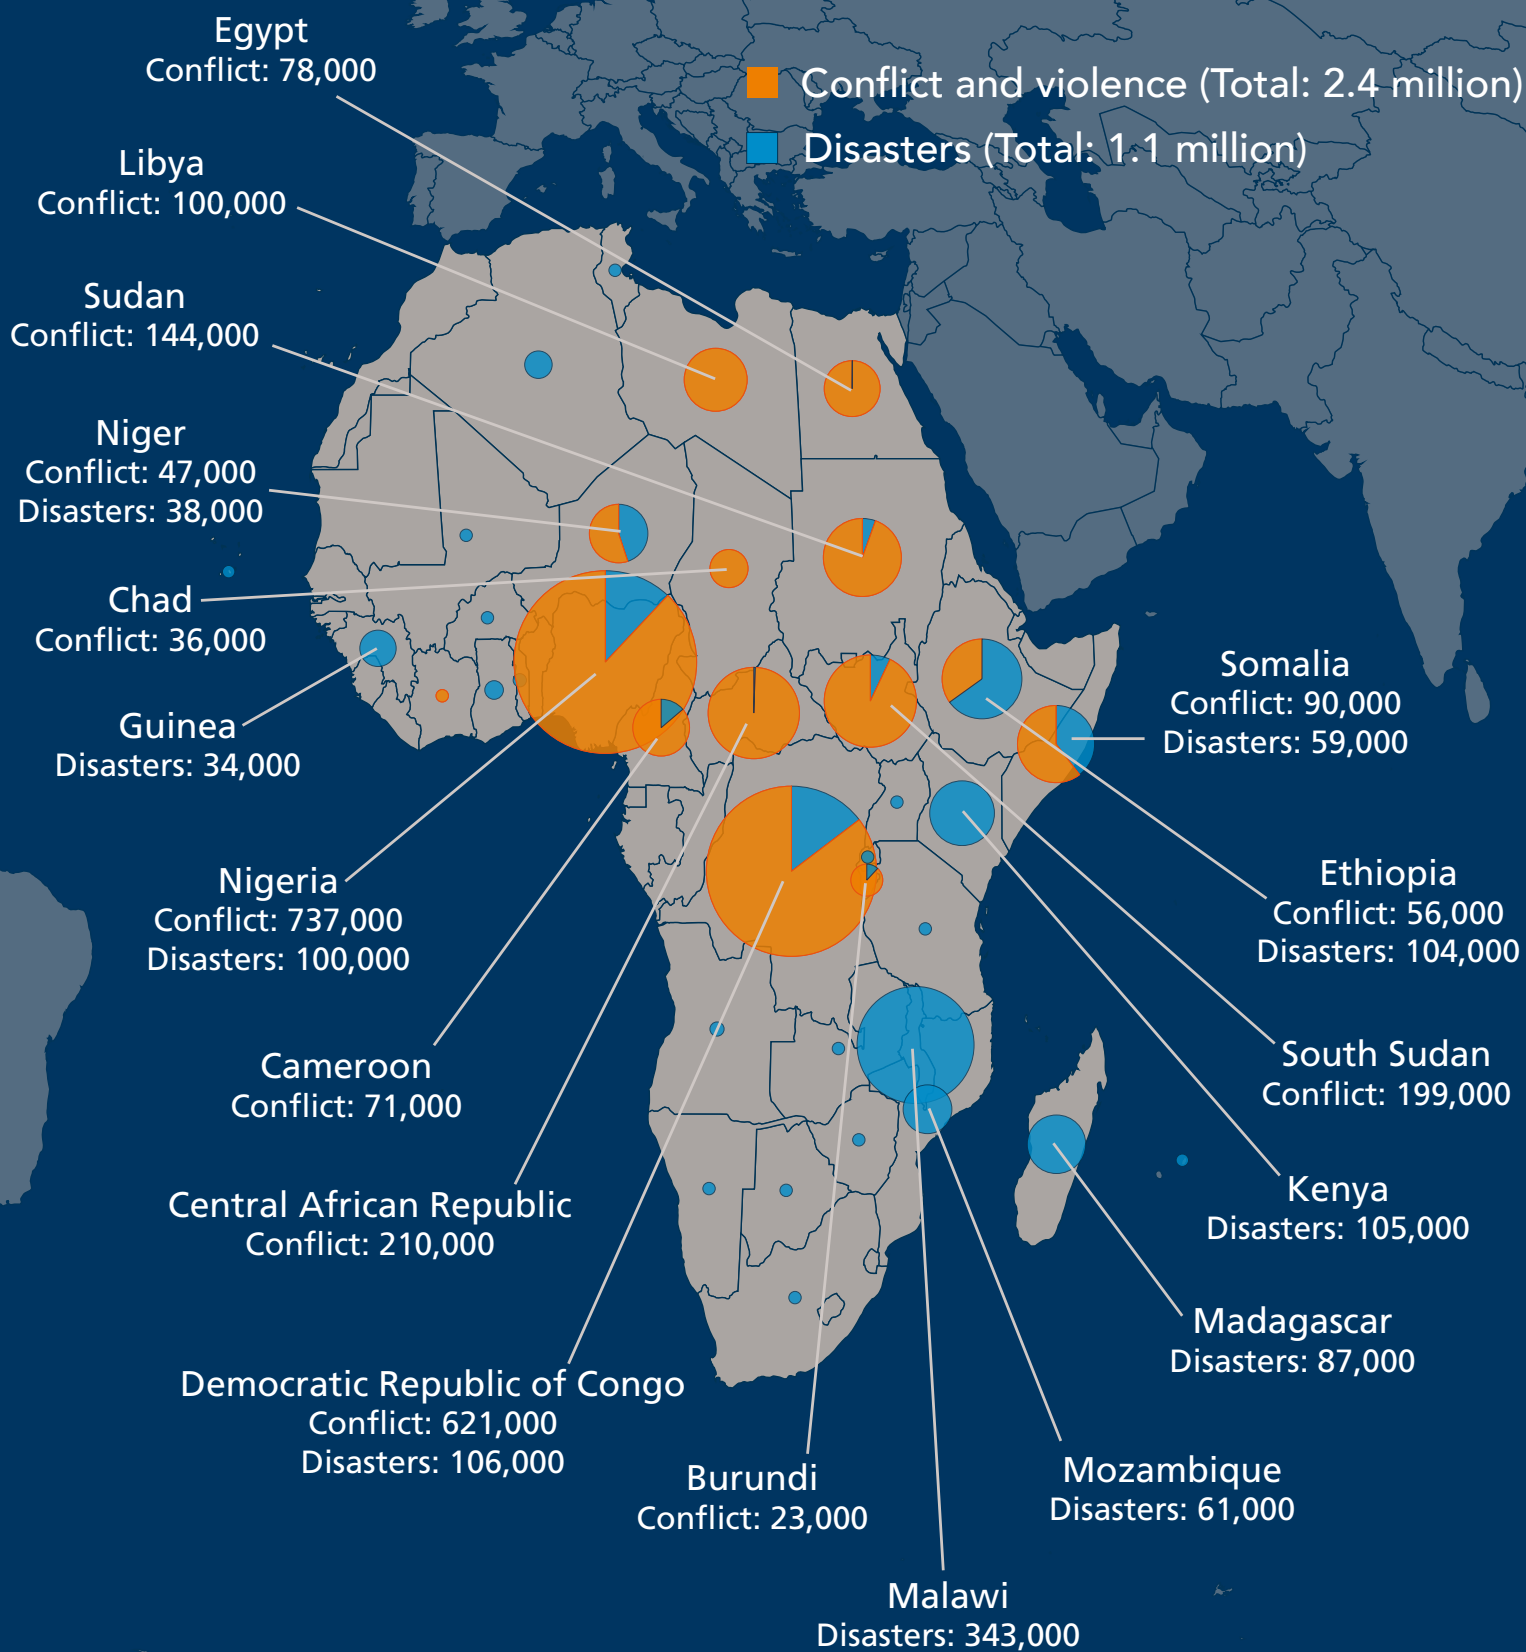 Egypt
Conflict: 78,000
Conflict and violence (Total: 2.4 million)
Disasters (Total: 1.1 million)
Libya
Conflict: 100,000
Sudan
Conflict: 144,000
Niger
Conflict: 47,000
Disasters: 38,000
Chad
Conflict: 36,000
Guinea
Disasters: 34,000
Somalia
Conflict: 90,000
Disasters: 59,000
Nigeria
Conflict: 737,000
Disasters: 100,000
Ethiopia
Conflict: 56,000
Disasters: 104,000
Cameroon
Conflict: 71,000
South Sudan
Conflict: 199,000
Central African Republic
Conflict: 210,000
Kenya
Disasters: 105,000
Madagascar
Disasters: 87,000
Democratic Republic of Congo
Conflict: 621,000
Disasters: 106,000
Burundi
Conflict: 23,000
Mozambique
Disasters: 61,000
Malawi
Disasters: 343,000